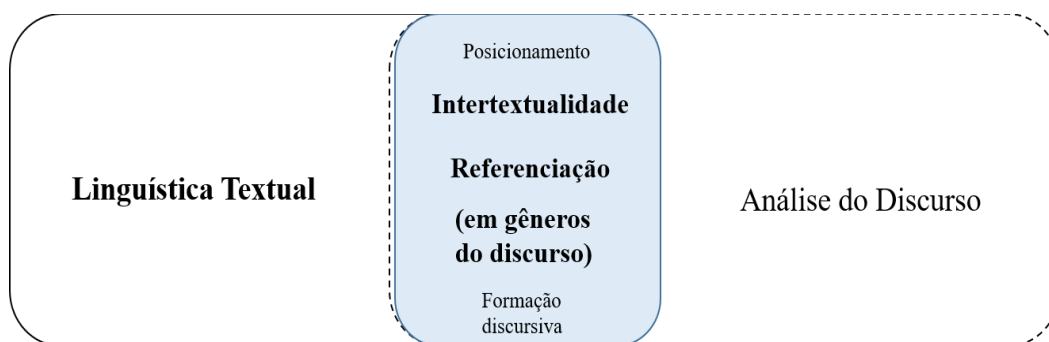 Linguística Textual
Posicionamento
Intertextualidade
Referenciação
(em gêneros
do discurso)
Formação
discursiva
Análise do Discurso